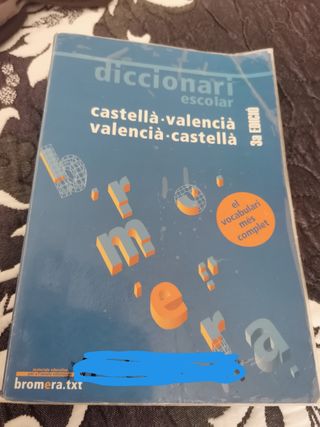 diccionari
escolar
castellà·valencià
valencià·castellà
3a EDICIÓ
el
vocabulari
més
complet
b r ü
m e r
r a.
bromera.txt